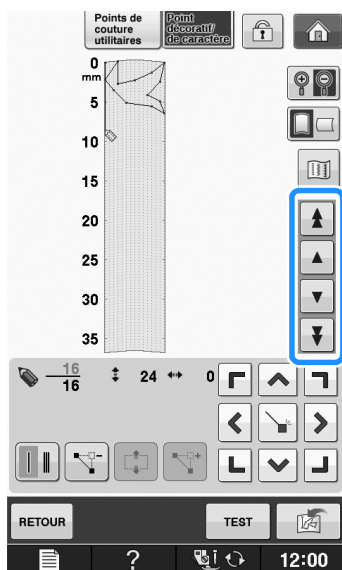 Points de
couture
utilitaires
Point
décoratif/
de caractère
0
mm
5
10
15
20
25
30
35
16
16
24
0
RETOUR
TEST
?
12:00